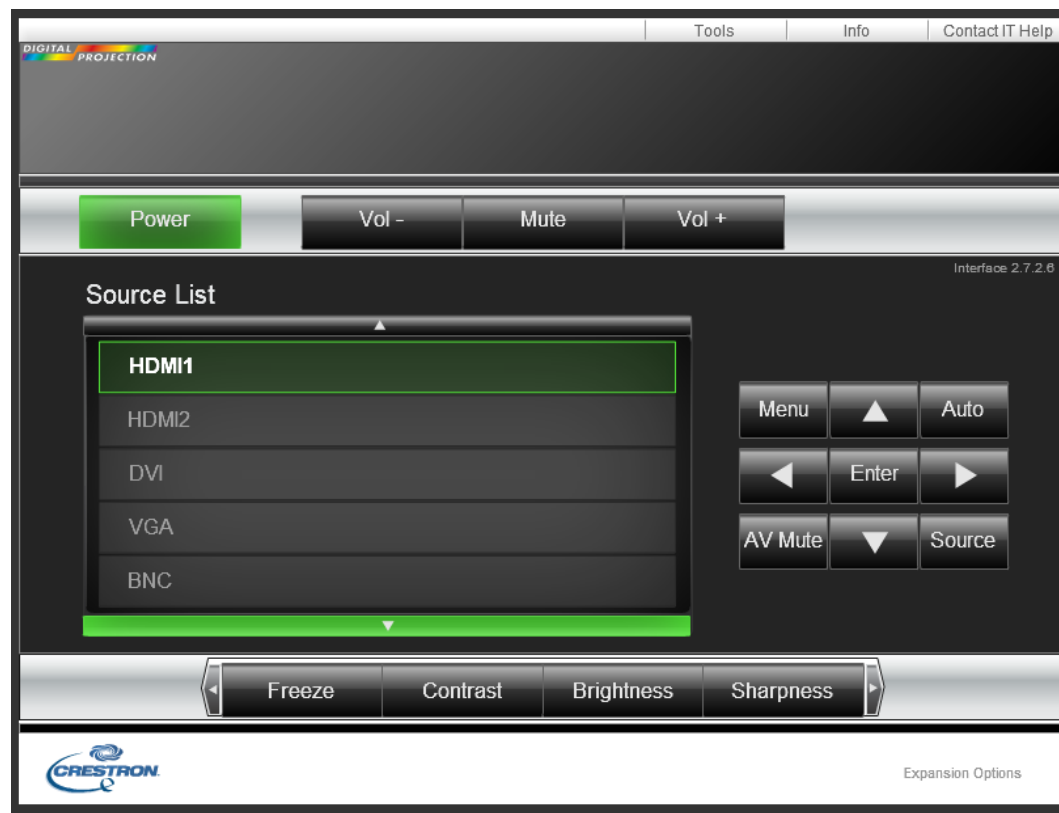 Tools Info Contact IT Help
DIGITAL
PROJECTION
Power Vol - Mute Vol +
Interface 2.7.2.6
Source List
HDMI1
HDMI2
DVI
VGA
BNC
Menu Auto
Enter
AV Mute Source
Freeze Contrast Brightness Sharpness
CRESTRON
Expansion Options